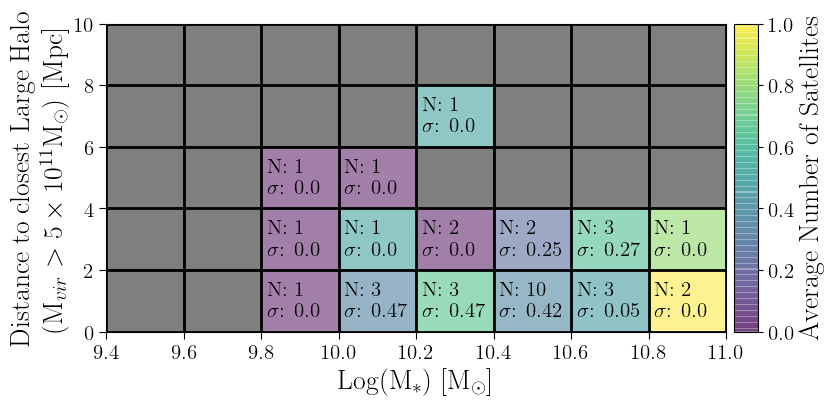 Distance to closest Large Halo
(M_vir > 5 × 10^11 M_⊙) [Mpc]
10
8
6
4
2
0
N: 1
σ: 0.0
N: 1
σ: 0.0
N: 1
σ: 0.0
N: 1
σ: 0.0
N: 1
σ: 0.0
N: 2
σ: 0.0
N: 2
σ: 0.25
N: 3
σ: 0.27
N: 1
σ: 0.0
N: 1
σ: 0.0
N: 3
σ: 0.47
N: 3
σ: 0.47
N: 10
σ: 0.42
N: 3
σ: 0.05
N: 2
σ: 0.0
9.4 9.6 9.8 10.0 10.2 10.4 10.6 10.8 11.0
Log(M_*) [M_⊙]
1.0
0.8
0.6
0.4
0.2
0.0
Average Number of Satellites